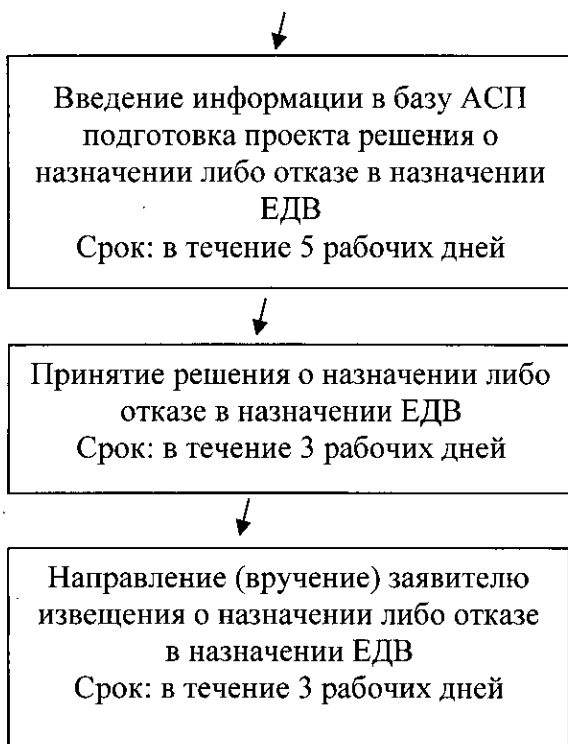 Введение информации в базу АСП
подготовка проекта решения о
назначении либо отказе в назначении
ЕДВ
Срок: в течение 5 рабочих дней
Принятие решения о назначении либо
отказе в назначении ЕДВ
Срок: в течение 3 рабочих дней
Направление (вручение) заявителю
извещения о назначении либо отказе
в назначении ЕДВ
Срок: в течение 3 рабочих дней